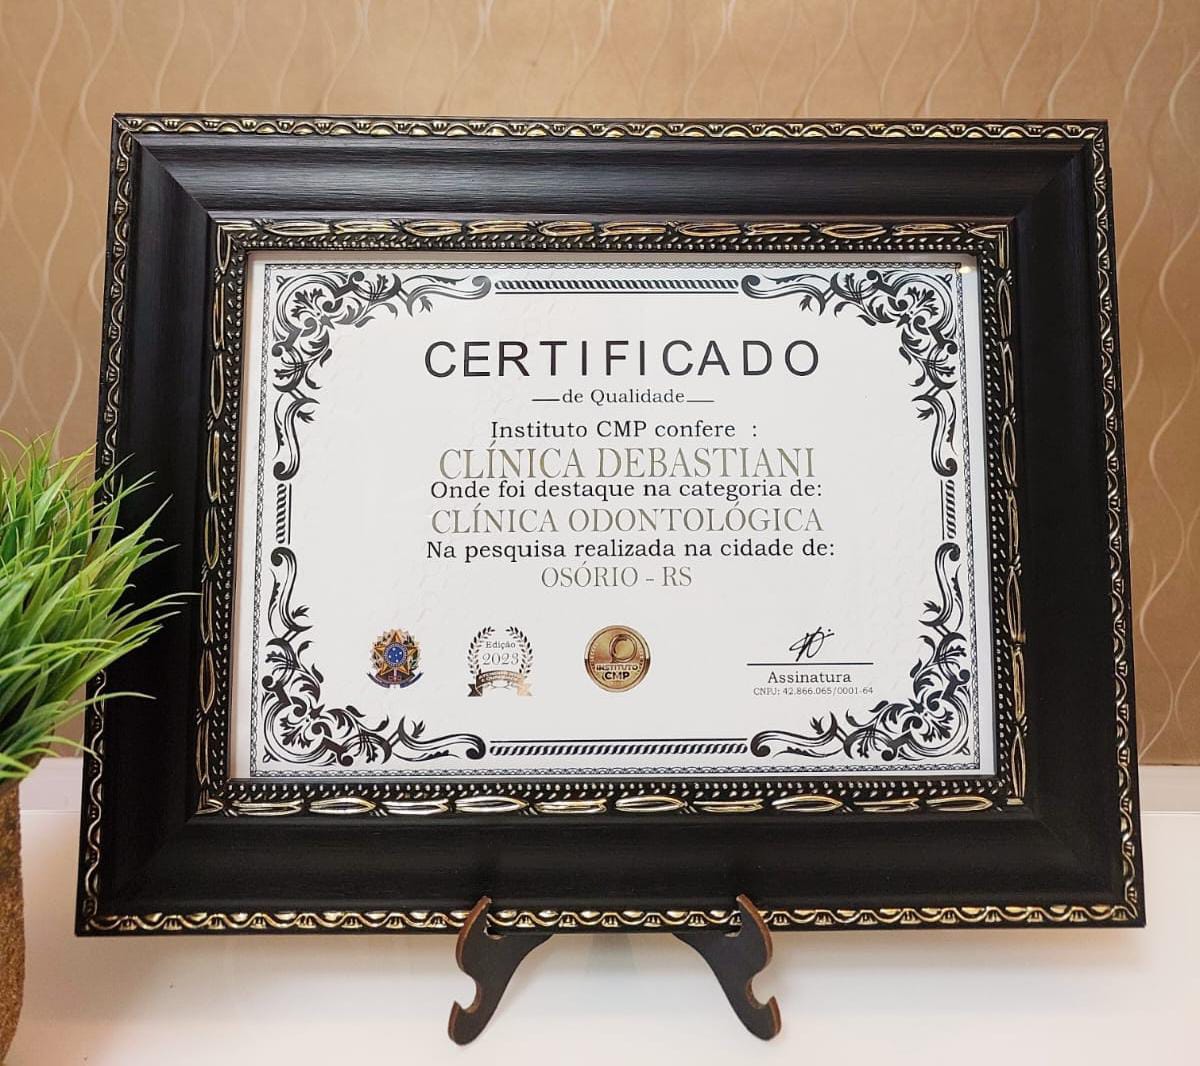 CERTIFICADO
de Qualidade
Instituto CMP confere :
CLÍNICA DEBASTIANI
Onde foi destaque na categoria de:
CLÍNICA ODONTOLÓGICA
Na pesquisa realizada na cidade de:
OSÓRIO - RS
Edição
2023
INSTITUTO
CMP
Assinatura
CNPJ: 42.866.065/0001-64